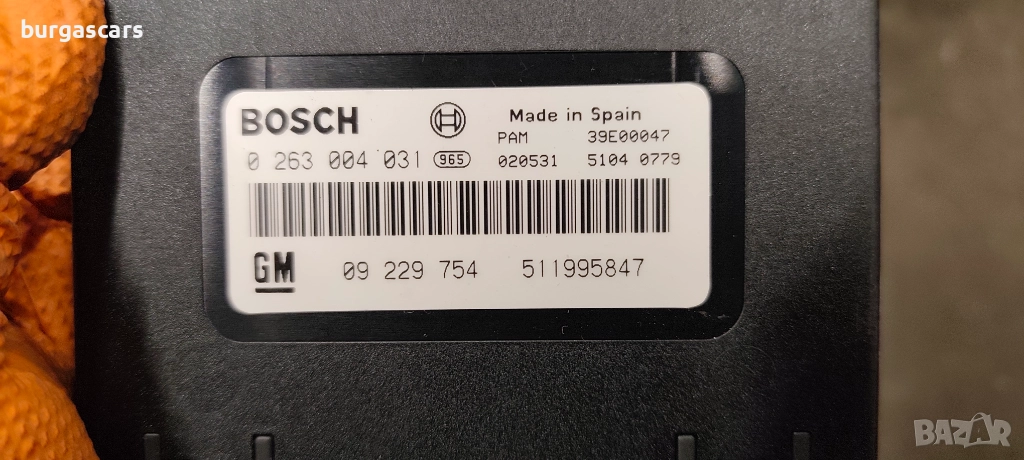 burgascars
BOSCH
Made in Spain
PAM 39E00047
0 263 004 031 965 020531 5104 0779
GM 09 229 754 511995847
BAZAR